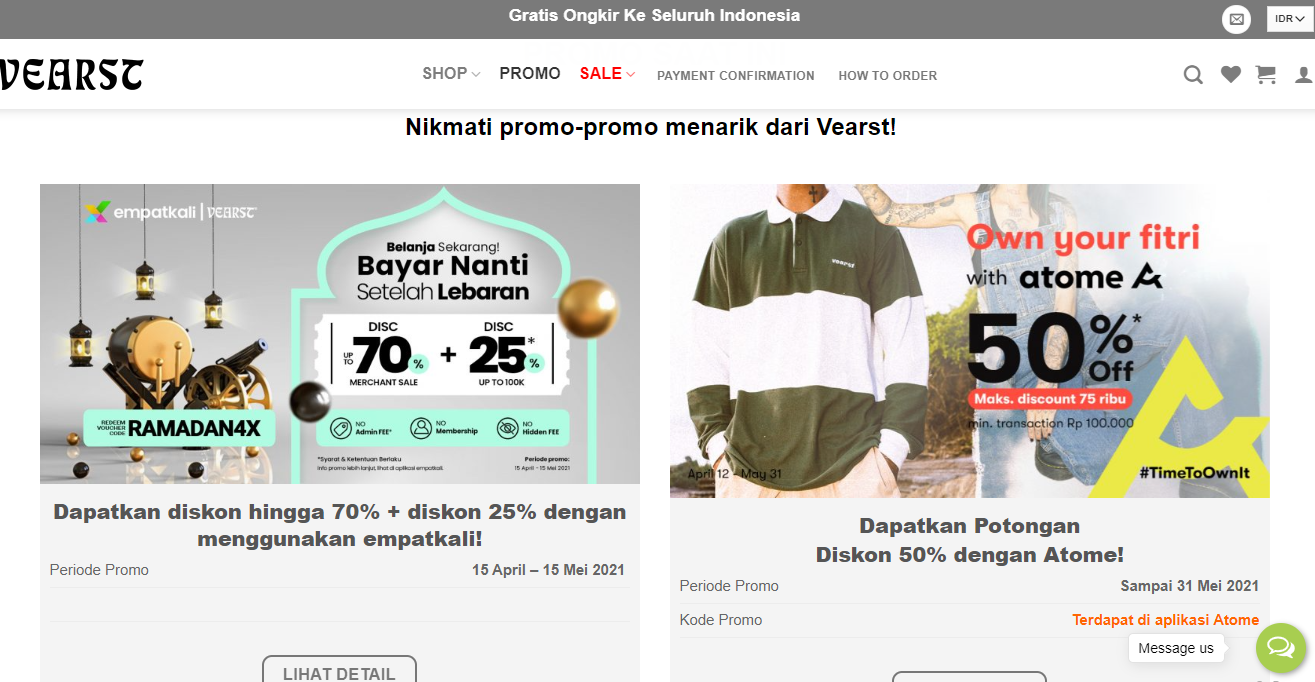 Gratis Ongkir Ke Seluruh Indonesia
IDR
VEARST
SHOP
PROMO
SALE
PAYMENT CONFIRMATION
HOW TO ORDER
Nikmati promo-promo menarik dari Vearst!
empatkali | VEARST
Belanja Sekarang!
Bayar Nanti
Setelah Lebaran
DISC
UP TO 70%
MERCHANT SALE
+
DISC
25%*
UP TO 100K
REDEEM VOUCHER CODE RAMADAN4X
NO Admin FEE*
NO Membership
NO Hidden FEE
*Syarat & Ketentuan Berlaku
Info promo lebih lanjut, lihat di aplikasi empatkali.
Periode promo:
15 April - 15 Mei 2021
Dapatkan diskon hingga 70% + diskon 25% dengan
menggunakan empatkali!
Periode Promo 15 April – 15 Mei 2021
LIHAT DETAIL
vearst
Own your fitri
with atome A
50%*
Off
Maks. discount 75 ribu
min. transaction Rp 100.000
April 12 - May 31
#TimeToOwnIt
Dapatkan Potongan
Diskon 50% dengan Atome!
Periode Promo Sampai 31 Mei 2021
Kode Promo Terdapat di aplikasi Atome
Message us